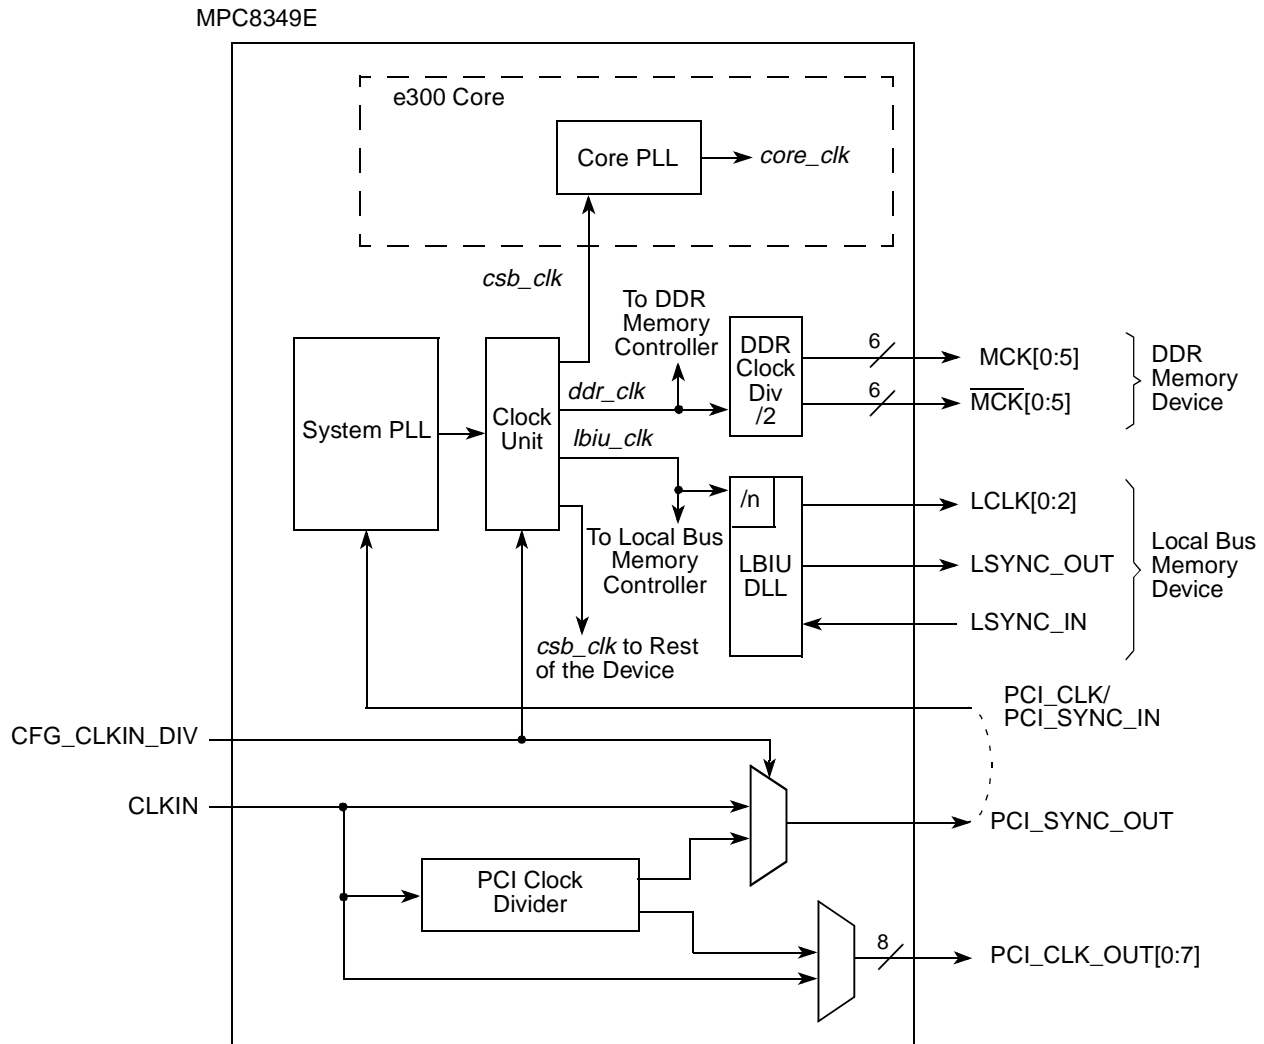 MPC8349E
e300 Core
Core PLL
core_clk
csb_clk
To DDR
Memory
Controller
DDR
Clock
Div
/2
6
6
MCK[0:5]
M̅C̅K̅[0:5]
DDR
Memory
Device
System PLL
Clock
Unit
ddr_clk
lbiu_clk
/n
LBIU
DLL
To Local Bus
Memory
Controller
LCLK[0:2]
LSYNC_OUT
LSYNC_IN
Local Bus
Memory
Device
csb_clk to Rest
of the Device
PCI_CLK/
PCI_SYNC_IN
CFG_CLKIN_DIV
CLKIN
PCI_SYNC_OUT
PCI Clock
Divider
8
PCI_CLK_OUT[0:7]